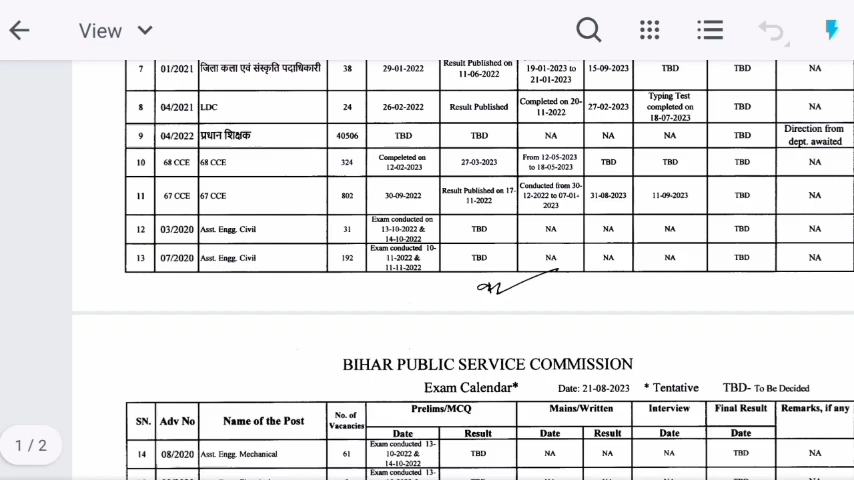 View
7 01/2021 जिला कला एवं संस्कृति पदाधिकारी 38 29-01-2022 Result Published on 11-06-2022 19-01-2023 to 21-01-2023 15-09-2023 TBD TBD NA
8 04/2021 LDC 24 26-02-2022 Result Published Completed on 20-11-2022 27-02-2023 Typing Test completed on 18-07-2023 TBD NA
9 04/2022 प्रधान शिक्षक 40506 TBD TBD NA NA NA TBD Direction from dept. awaited
10 68 CCE 68 CCE 324 Compeleted on 12-02-2023 27-03-2023 From 12-05-2023 to 18-05-2023 TBD TBD TBD NA
11 67 CCE 67 CCE 802 30-09-2022 Result Published on 17-11-2022 Conducted from 30-12-2022 to 07-01-2023 31-08-2023 11-09-2023 TBD NA
12 03/2020 Asst. Engg. Civil 31 Exam conducted on 13-10-2022 & 14-10-2022 TBD NA NA NA TBD NA
13 07/2020 Asst. Engg. Civil 192 Exam conducted 10-11-2022 & 11-11-2022 TBD NA NA NA TBD NA
BIHAR PUBLIC SERVICE COMMISSION
Exam Calendar* Date: 21-08-2023 * Tentative TBD- To Be Decided
SN. Adv No Name of the Post No. of Vacancies Prelims/MCQ Mains/Written Interview Final Result Remarks, if any
Date Result Date Result Date Date
14 08/2020 Asst. Engg. Mechanical 61 Exam conducted 13-10-2022 & 14-10-2022 TBD NA NA NA TBD NA
Exam conducted 13-
1 / 2